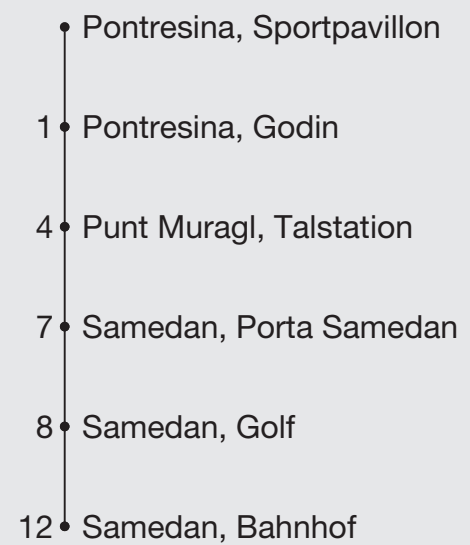 Pontresina, Sportpavillon
1 Pontresina, Godin
4 Punt Muragl, Talstation
7 Samedan, Porta Samedan
8 Samedan, Golf
12 Samedan, Bahnhof